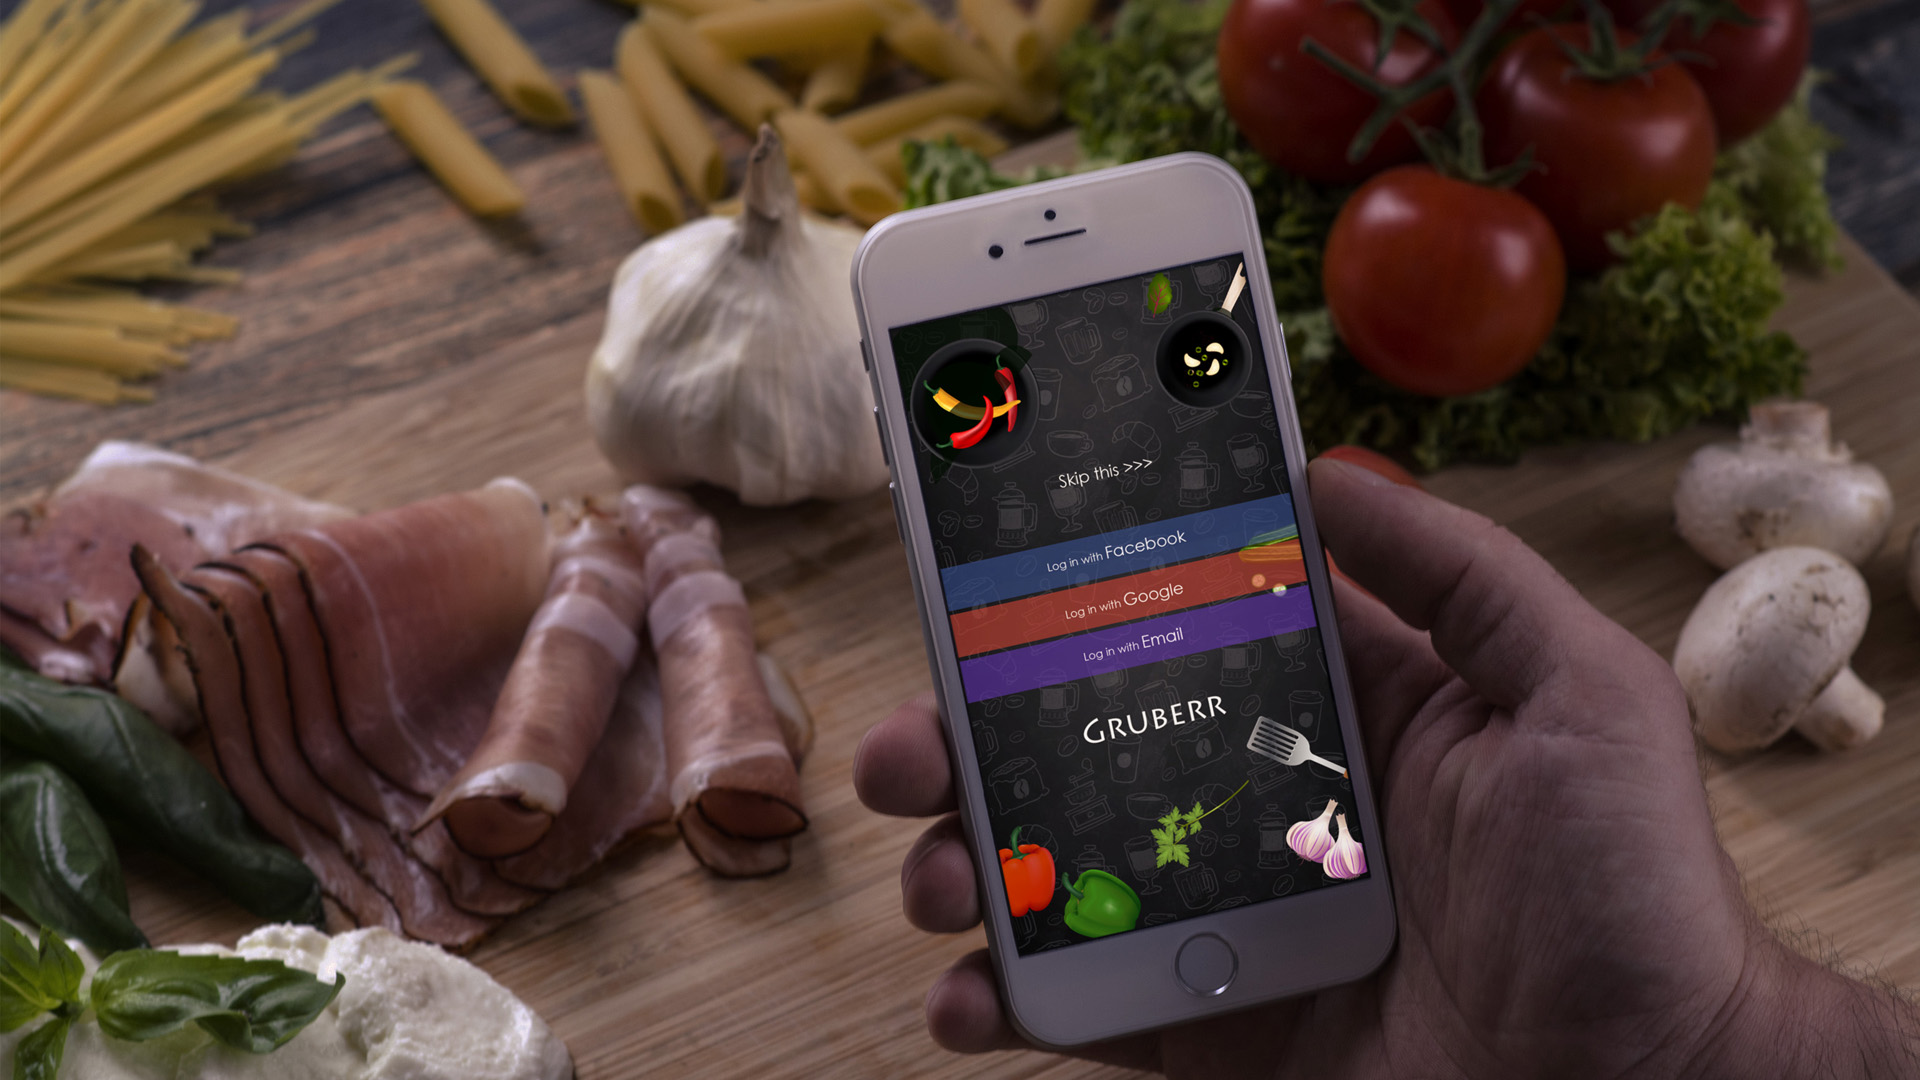 Skip this >>>
Log in with Facebook
Log in with Google
Log in with Email
GRUBERR